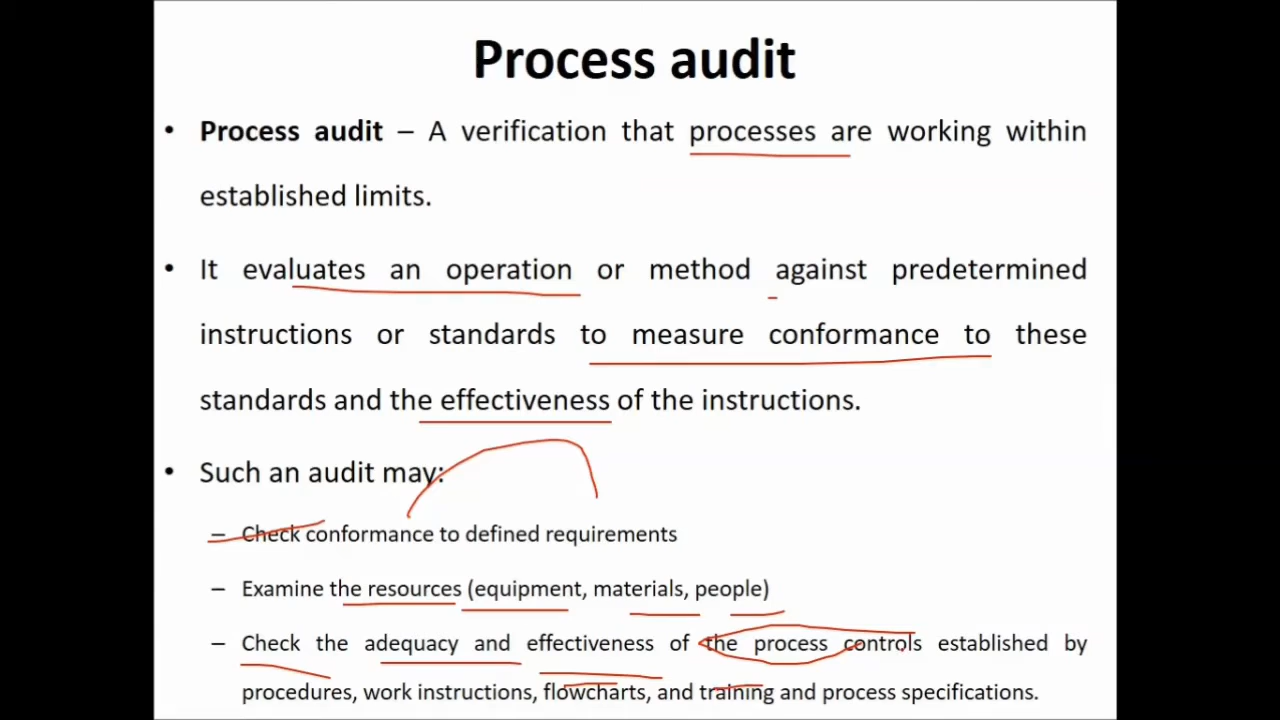 Process audit
• Process audit – A verification that processes are working within
established limits.
• It evaluates an operation or method against predetermined
instructions or standards to measure conformance to these
standards and the effectiveness of the instructions.
• Such an audit may:
– Check conformance to defined requirements
– Examine the resources (equipment, materials, people)
– Check the adequacy and effectiveness of the process controls established by
procedures, work instructions, flowcharts, and training and process specifications.